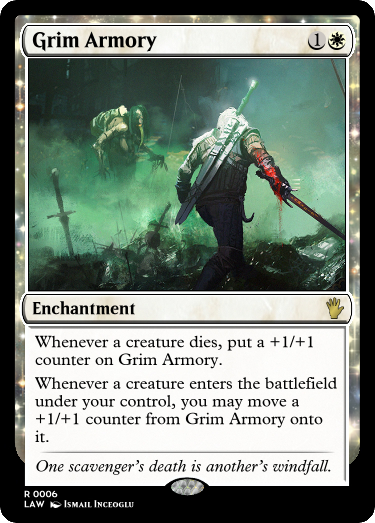 Grim Armory 1
Enchantment
Whenever a creature dies, put a +1/+1
counter on Grim Armory.
Whenever a creature enters the battlefield
under your control, you may move a
+1/+1 counter from Grim Armory onto
it.
One scavenger's death is another's windfall.
R 0006
LAW Ismail Inceoglu